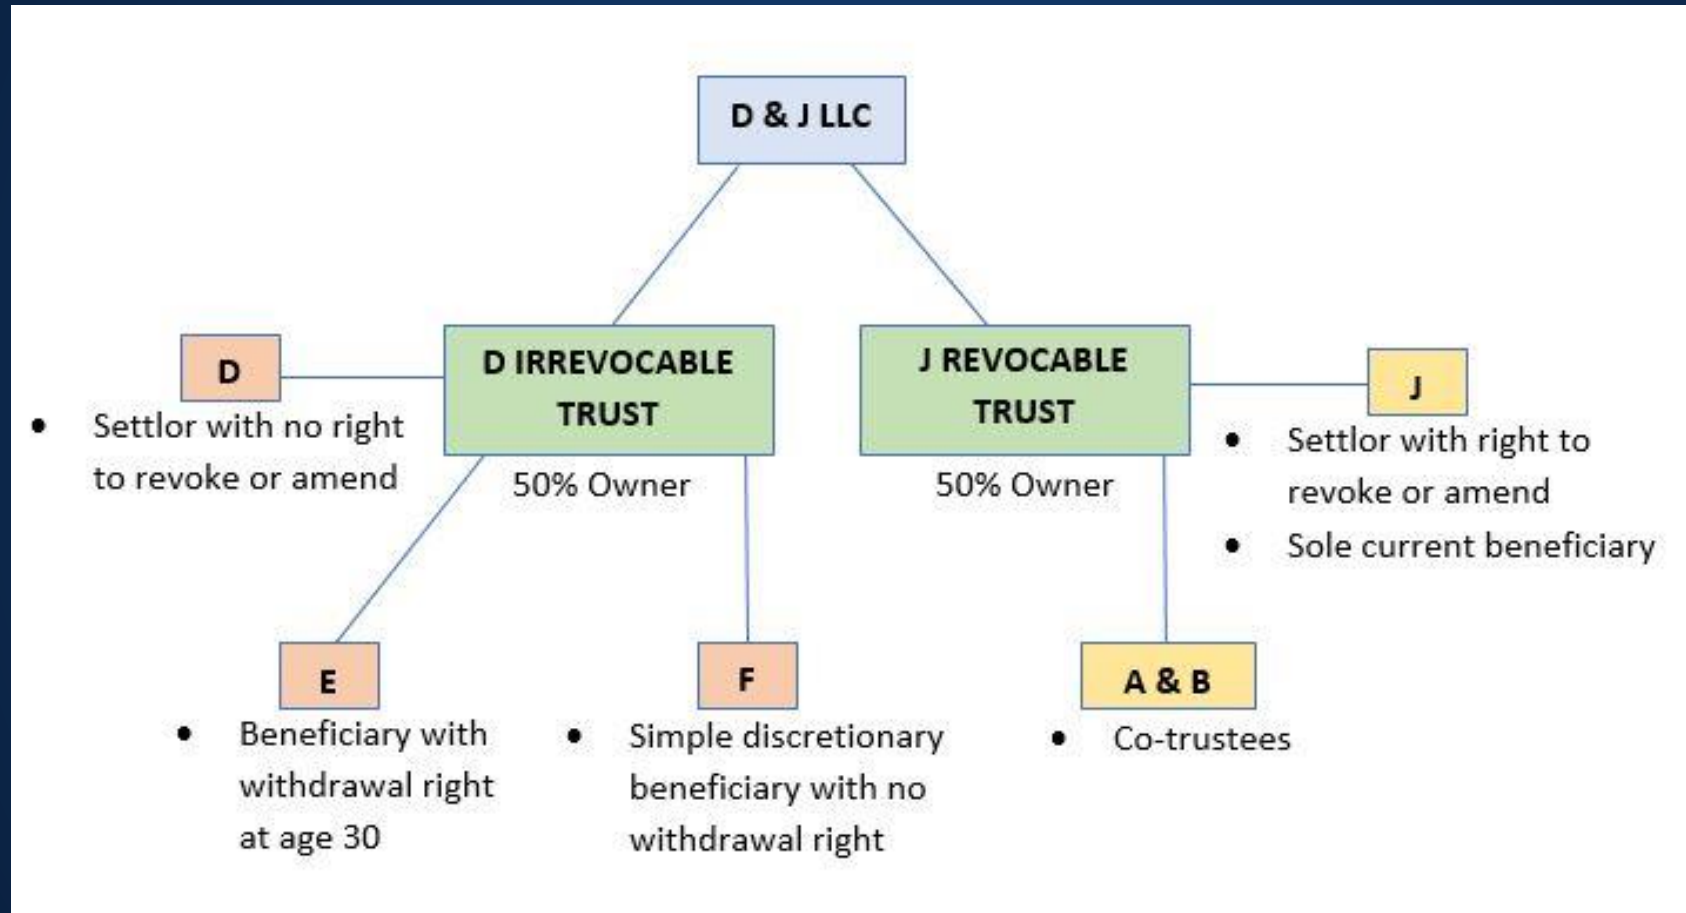 D & J LLC
D
D IRREVOCABLE
TRUST
50% Owner
J REVOCABLE
TRUST
50% Owner
J
• Settlor with no right
to revoke or amend
• Settlor with right to
revoke or amend
• Sole current beneficiary
E
• Beneficiary with
withdrawal right
at age 30
F
• Simple discretionary
beneficiary with no
withdrawal right
A & B
• Co-trustees